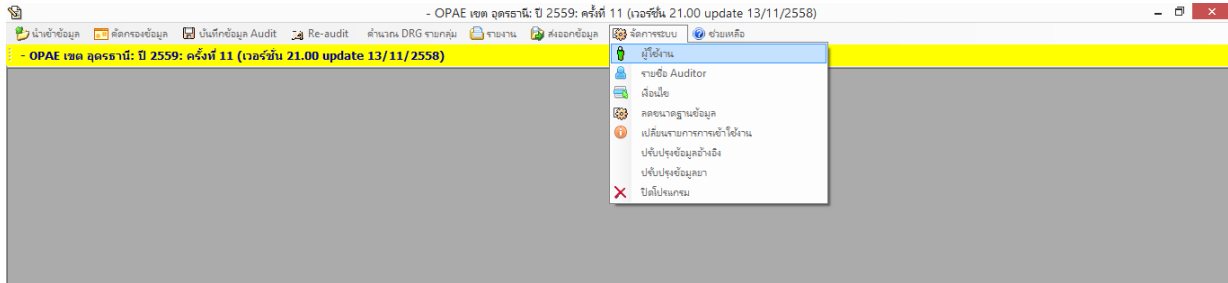 - OPAE เขต อุดรธานี: ปี 2559: ครั้งที่ 11 (เวอร์ชั่น 21.00 update 13/11/2558)
นำเข้าข้อมูล คัดกรองข้อมูล บันทึกข้อมูล Audit Re-audit คำนวณ DRG รายกลุ่ม รายงาน ส่งออกข้อมูล จัดการระบบ ช่วยเหลือ
- OPAE เขต อุดรธานี: ปี 2559: ครั้งที่ 11 (เวอร์ชั่น 21.00 update 13/11/2558)
ผู้ใช้งาน
รายชื่อ Auditor
เงื่อนไข
ลดขนาดฐานข้อมูล
เปลี่ยนรายการการเข้าใช้งาน
ปรับปรุงข้อมูลอ้างอิง
ปรับปรุงข้อมูลยา
ปิดโปรแกรม